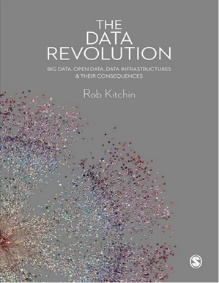 THE
DATA
REVOLUTION
BIG DATA, OPEN DATA, DATA INFRASTRUCTURES
& THEIR CONSEQUENCES
Rob Kitchin
SAGE